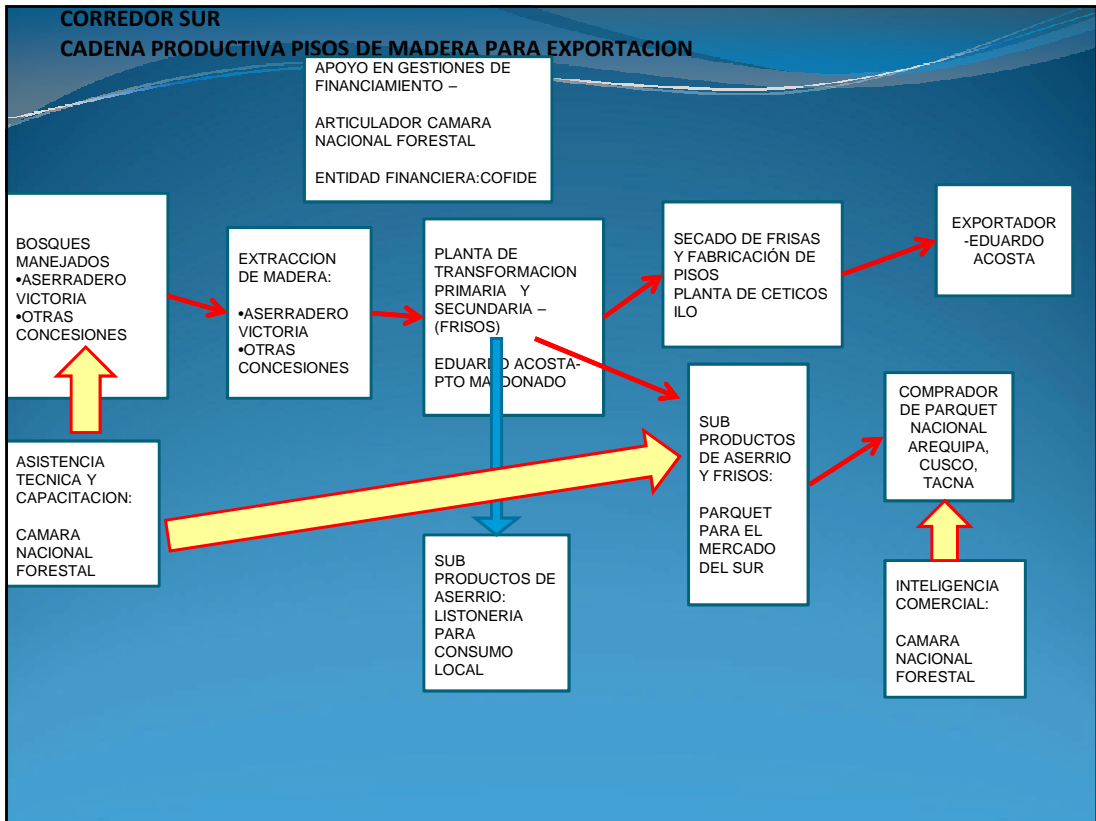 CORREDOR SUR
CADENA PRODUCTIVA PISOS DE MADERA PARA EXPORTACION
APOYO EN GESTIONES DE
FINANCIAMIENTO –
ARTICULADOR CAMARA
NACIONAL FORESTAL
ENTIDAD FINANCIERA:COFIDE
BOSQUES
MANEJADOS
•ASERRADERO
VICTORIA
•OTRAS
CONCESIONES
EXTRACCION
DE MADERA:
•ASERRADERO
VICTORIA
•OTRAS
CONCESIONES
PLANTA DE
TRANSFORMACION
PRIMARIA Y
SECUNDARIA –
(FRISOS)
EDUARDO ACOSTA-
PTO MALDONADO
SECADO DE FRISAS
Y FABRICACIÓN DE
PISOS
PLANTA DE CETICOS
ILO
EXPORTADOR
-EDUARDO
ACOSTA
ASISTENCIA
TECNICA Y
CAPACITACION:
CAMARA
NACIONAL
FORESTAL
SUB
PRODUCTOS DE
ASERRIO:
LISTONERIA
PARA
CONSUMO
LOCAL
SUB
PRODUCTOS
DE ASERRIO
Y FRISOS:
PARQUET
PARA EL
MERCADO
DEL SUR
COMPRADOR
DE PARQUET
NACIONAL
AREQUIPA,
CUSCO,
TACNA
INTELIGENCIA
COMERCIAL:
CAMARA
NACIONAL
FORESTAL